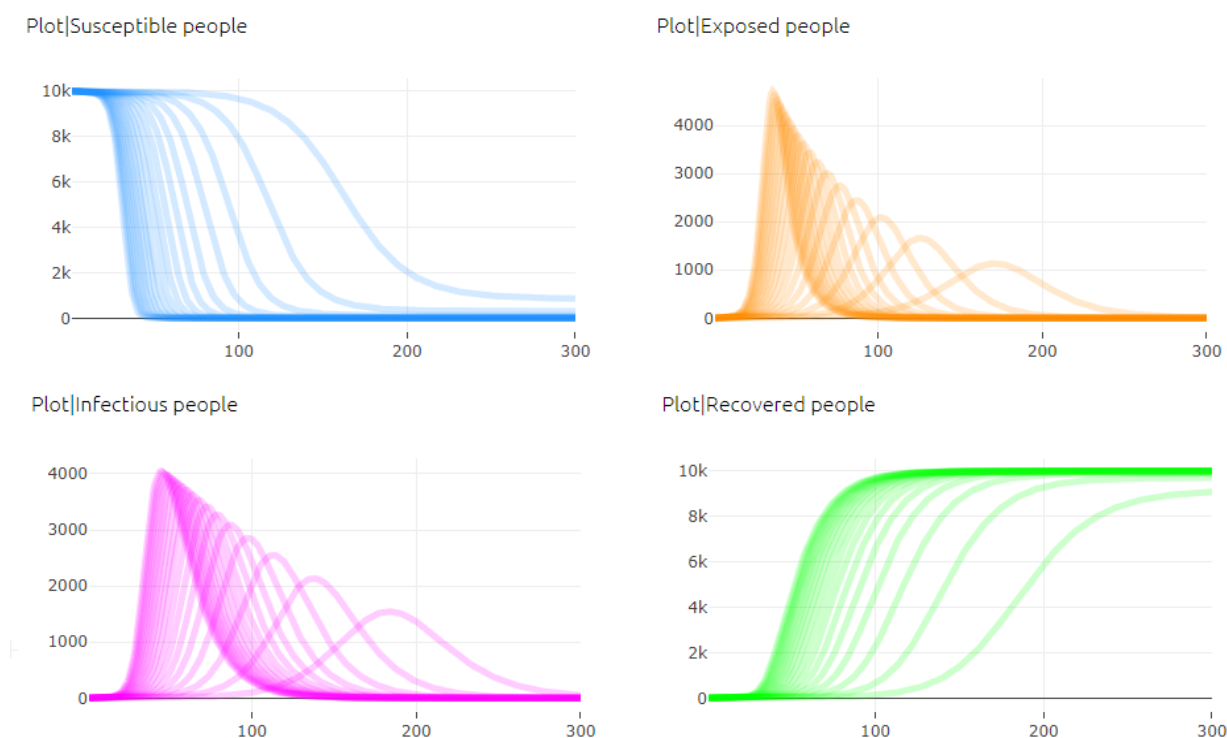 Plot|Susceptible people
10k
8k
6k
4k
2k
0
100 200 300
Plot|Exposed people
4000
3000
2000
1000
0
100 200 300
Plot|Infectious people
4000
3000
2000
1000
0
100 200 300
Plot|Recovered people
10k
8k
6k
4k
2k
0
100 200 300